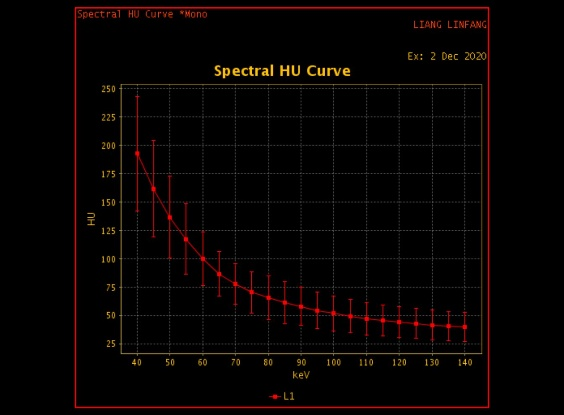 Spectral HU Curve *Mono
LIANG LINFANG
Ex: 2 Dec 2020
Spectral HU Curve
250
225
200
175
150
125
100
75
50
25
HU
40 50 60 70 80 90 100 110 120 130 140
keV
L1